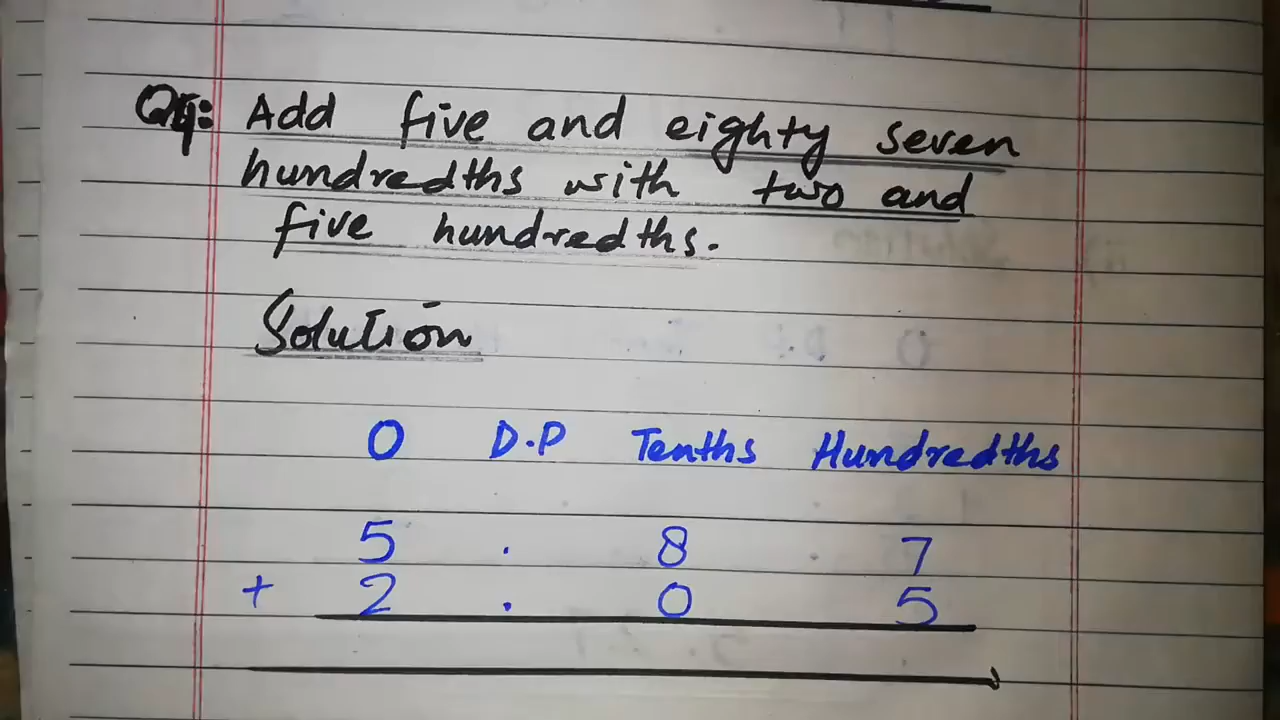 Q4: Add five and eighty seven
hundredths with two and
five hundredths.
Solution
O D.P Tenths Hundredths
5 . 8 7
+ 2 . 0 5